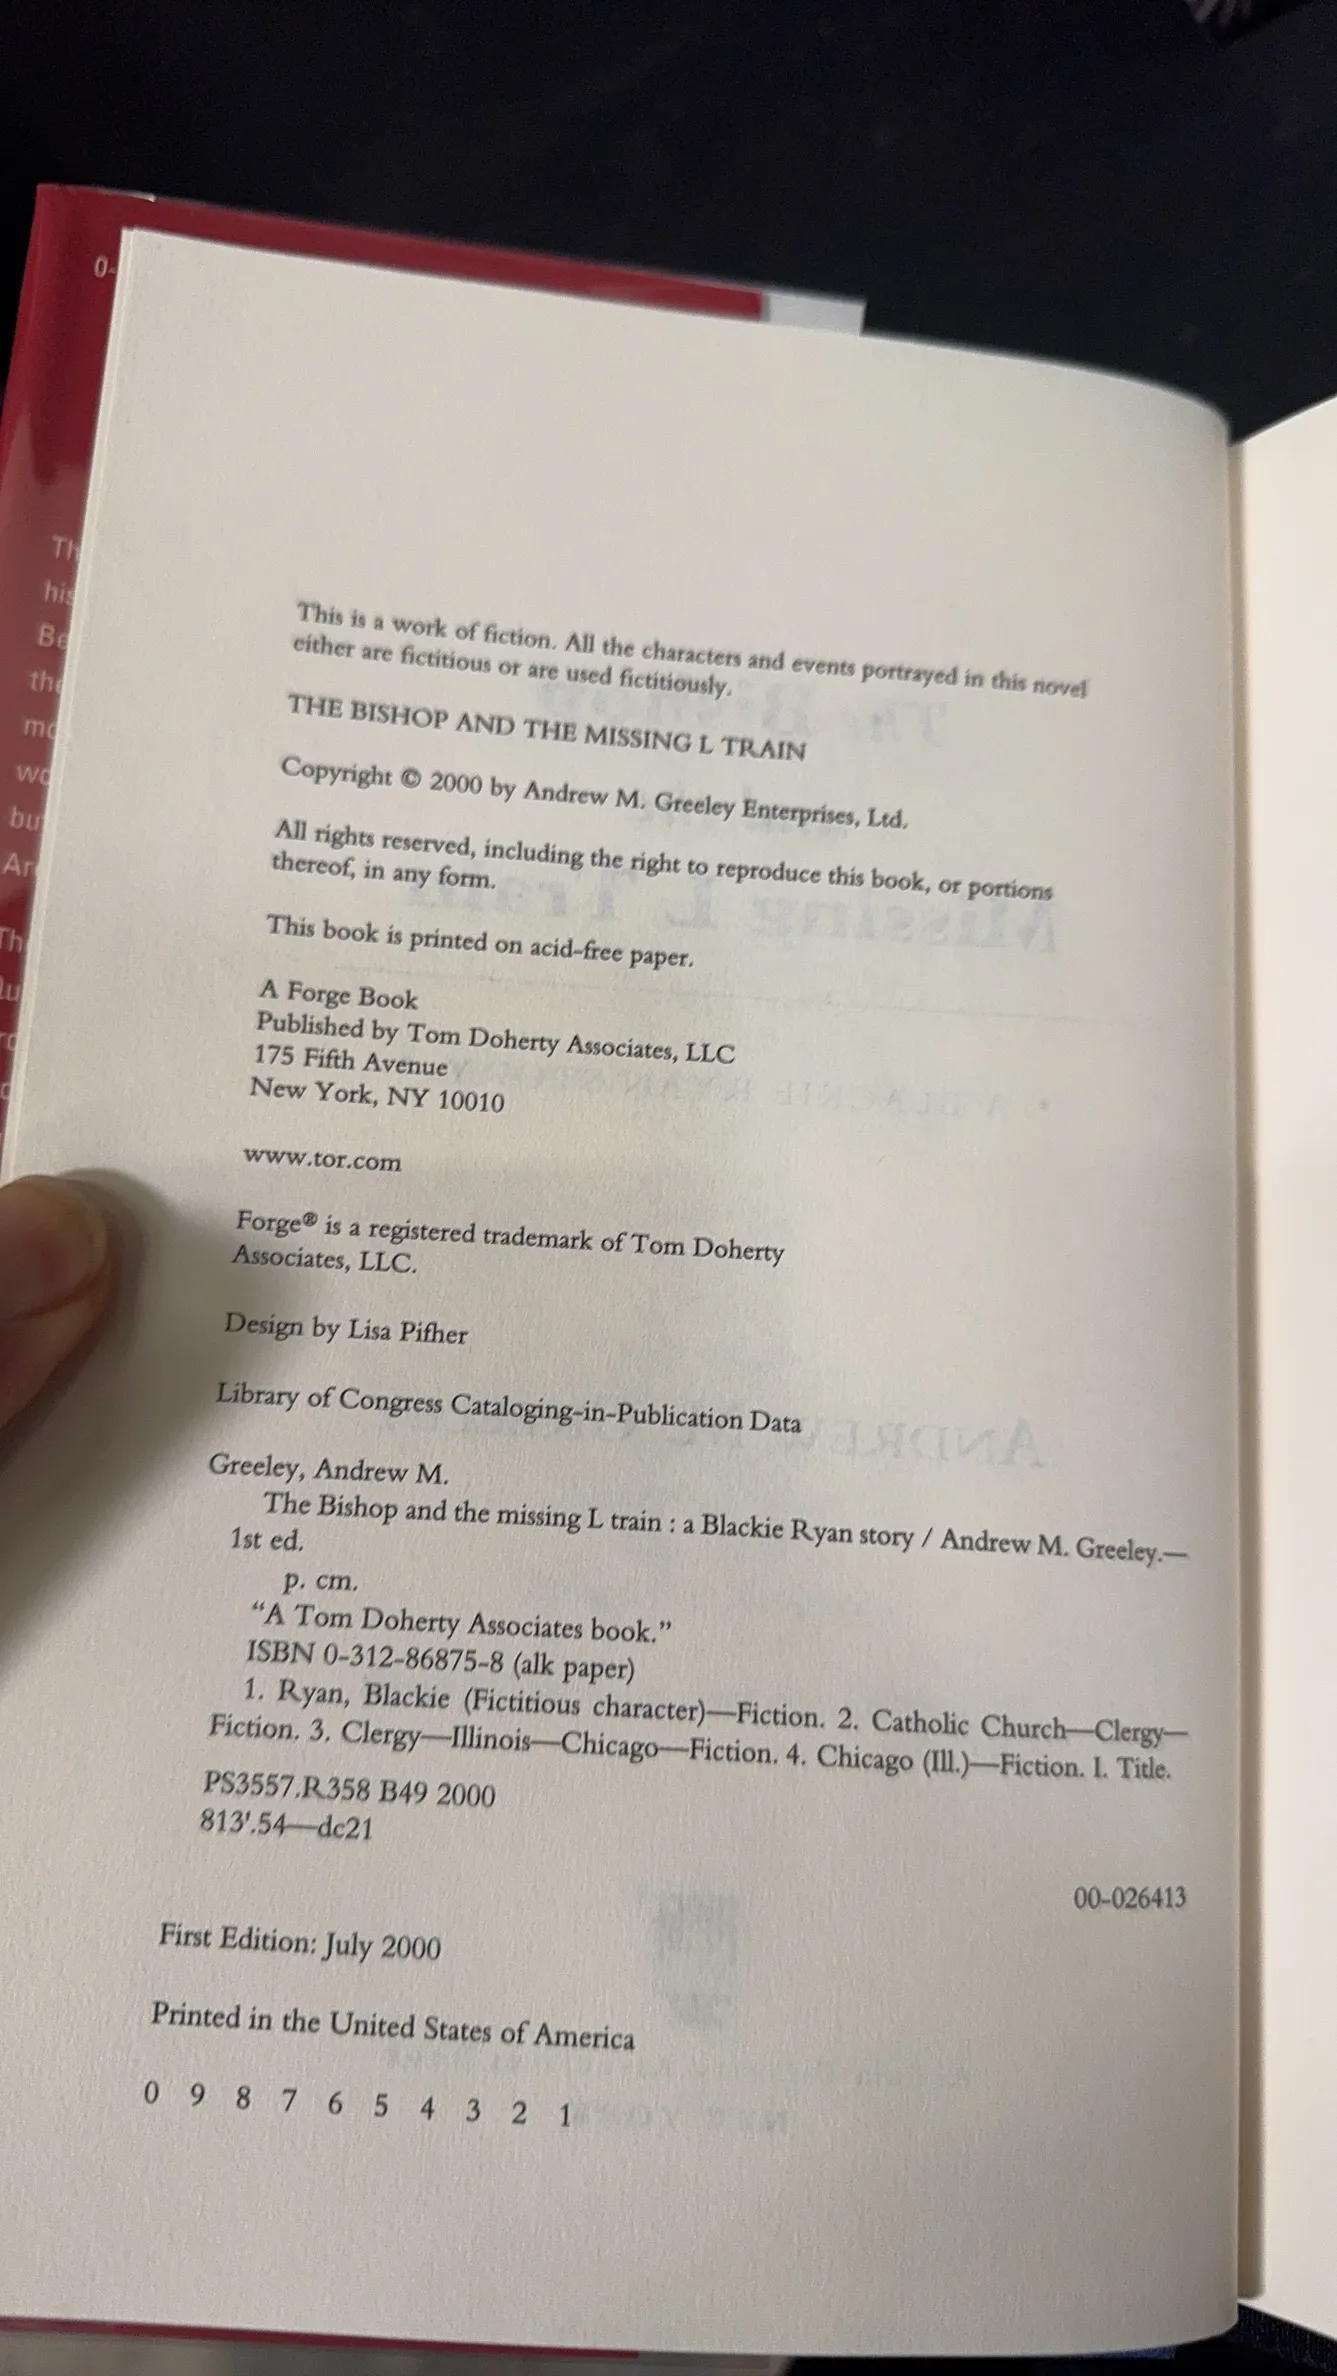 This is a work of fiction. All the characters and events portrayed in this novel
either are fictitious or are used fictitiously.
THE BISHOP AND THE MISSING L TRAIN
Copyright © 2000 by Andrew M. Greeley Enterprises, Ltd.
All rights reserved, including the right to reproduce this book, or portions
thereof, in any form.
This book is printed on acid-free paper.
A Forge Book
Published by Tom Doherty Associates, LLC
175 Fifth Avenue
New York, NY 10010
www.tor.com
Forge® is a registered trademark of Tom Doherty
Associates, LLC.
Design by Lisa Pifher
Library of Congress Cataloging-in-Publication Data
Greeley, Andrew M.
The Bishop and the missing L train : a Blackie Ryan story / Andrew M. Greeley.—
1st ed.
p. cm.
"A Tom Doherty Associates book."
ISBN 0-312-86875-8 (alk paper)
1. Ryan, Blackie (Fictitious character)—Fiction. 2. Catholic Church—Clergy—
Fiction. 3. Clergy—Illinois—Chicago—Fiction. 4. Chicago (Ill.)—Fiction. I. Title.
PS3557.R358 B49 2000
813'.54—dc21
00-026413
First Edition: July 2000
Printed in the United States of America
0 9 8 7 6 5 4 3 2 1